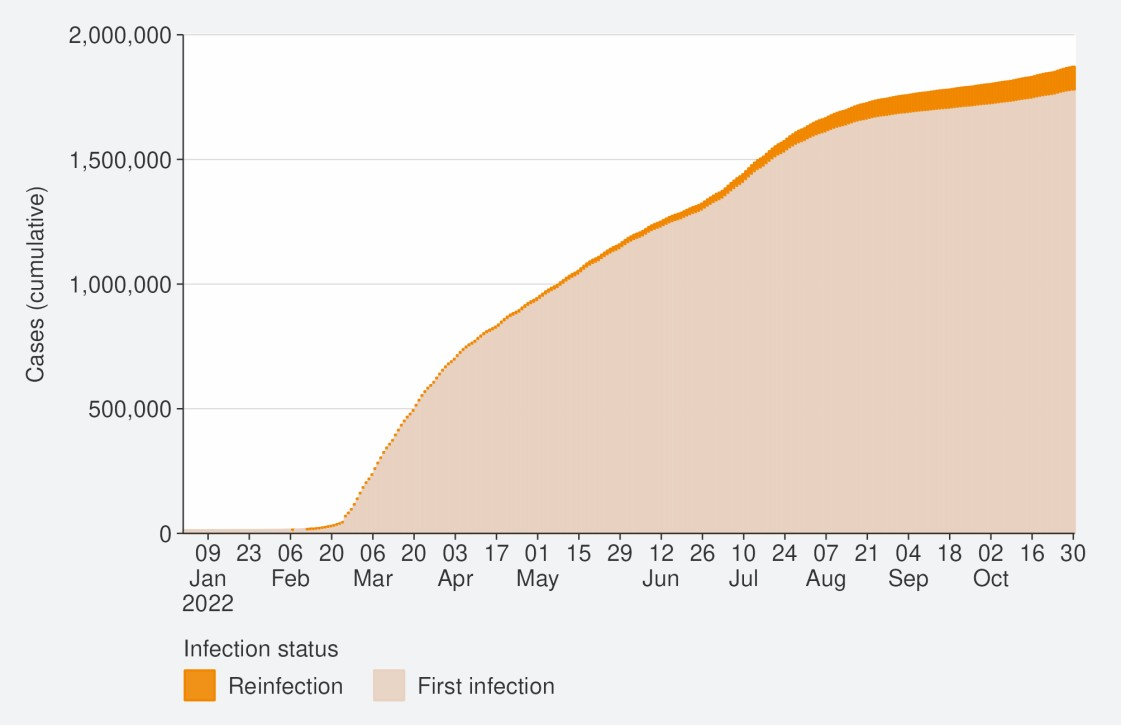 2,000,000
1,500,000
1,000,000
500,000
0
Cases (cumulative)
09 23 06 20 06 20 03 17 01 15 29 12 26 10 24 07 21 04 18 02 16 30
Jan Feb Mar Apr May Jun Jul Aug Sep Oct
2022
Infection status
Reinfection First infection